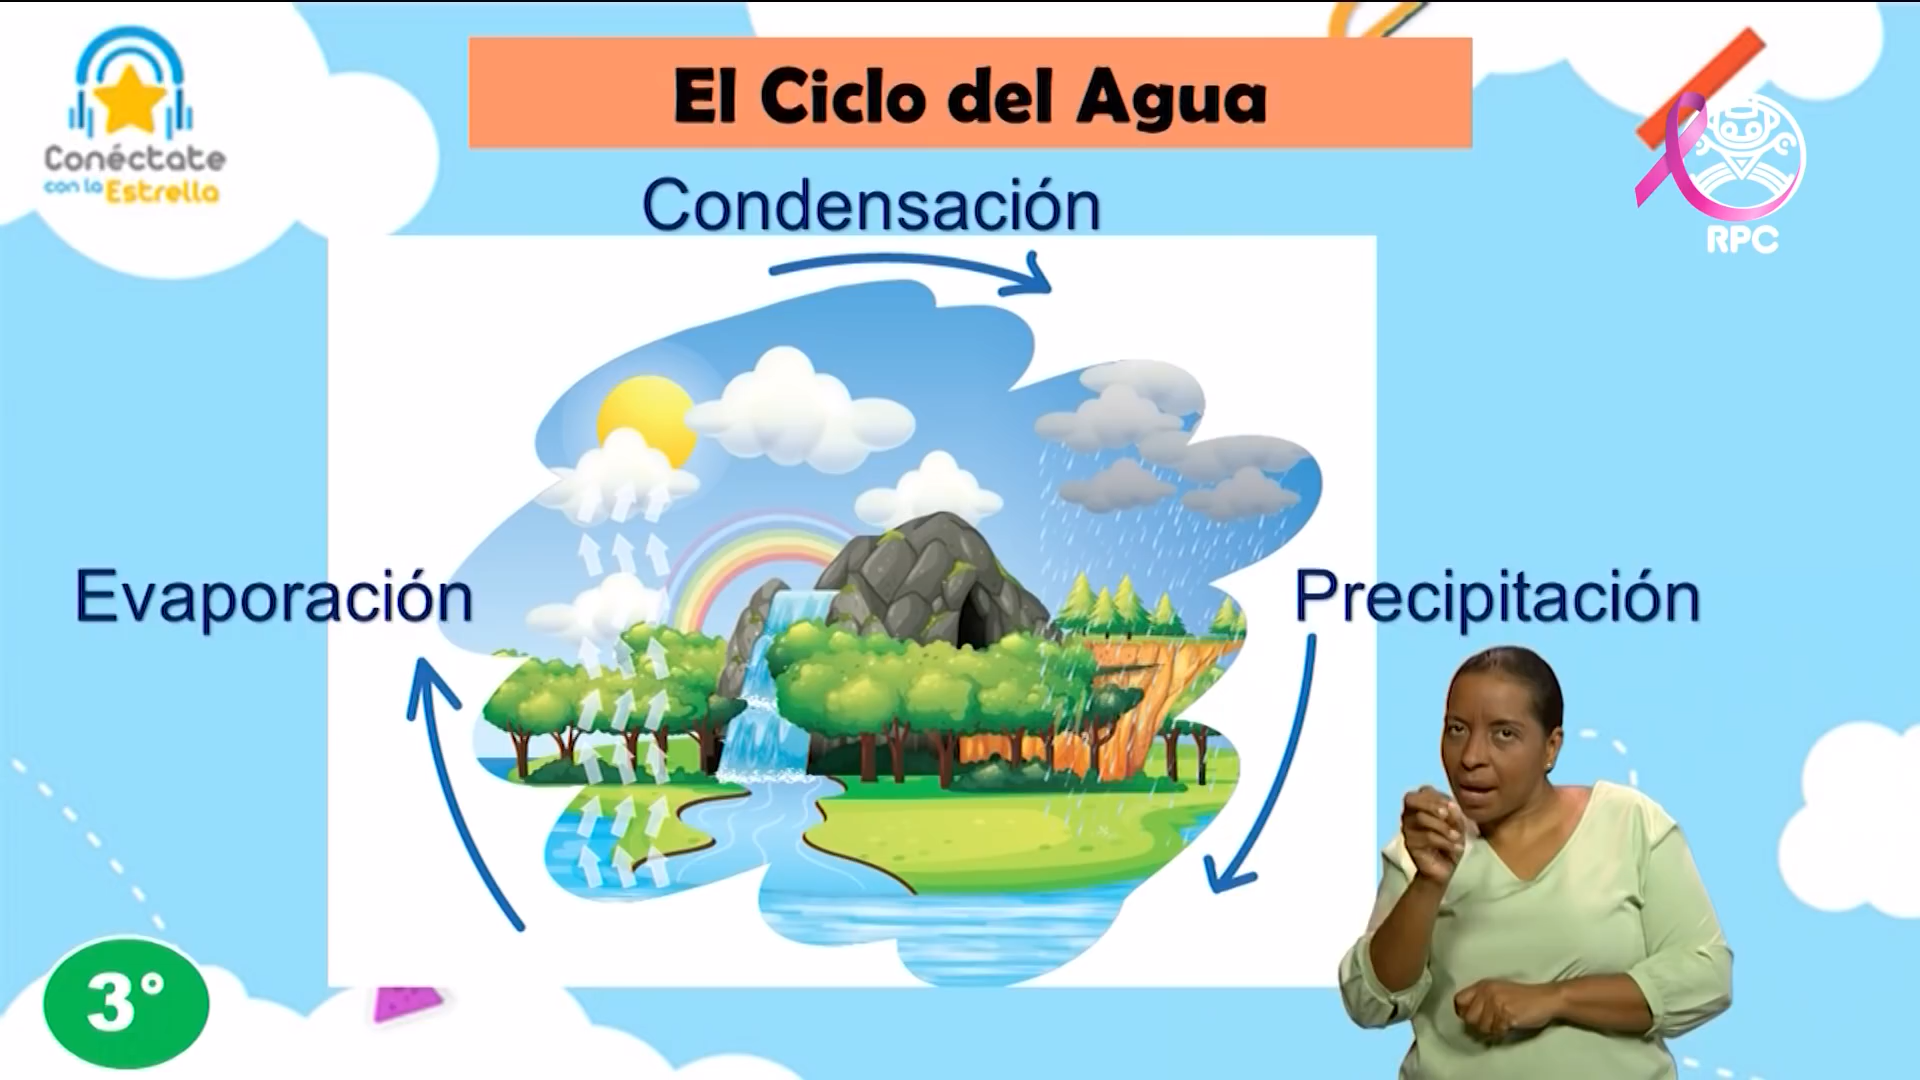 Conéctate
con la Estrella
El Ciclo del Agua
RPC
Condensación
Evaporación
Precipitación
3°